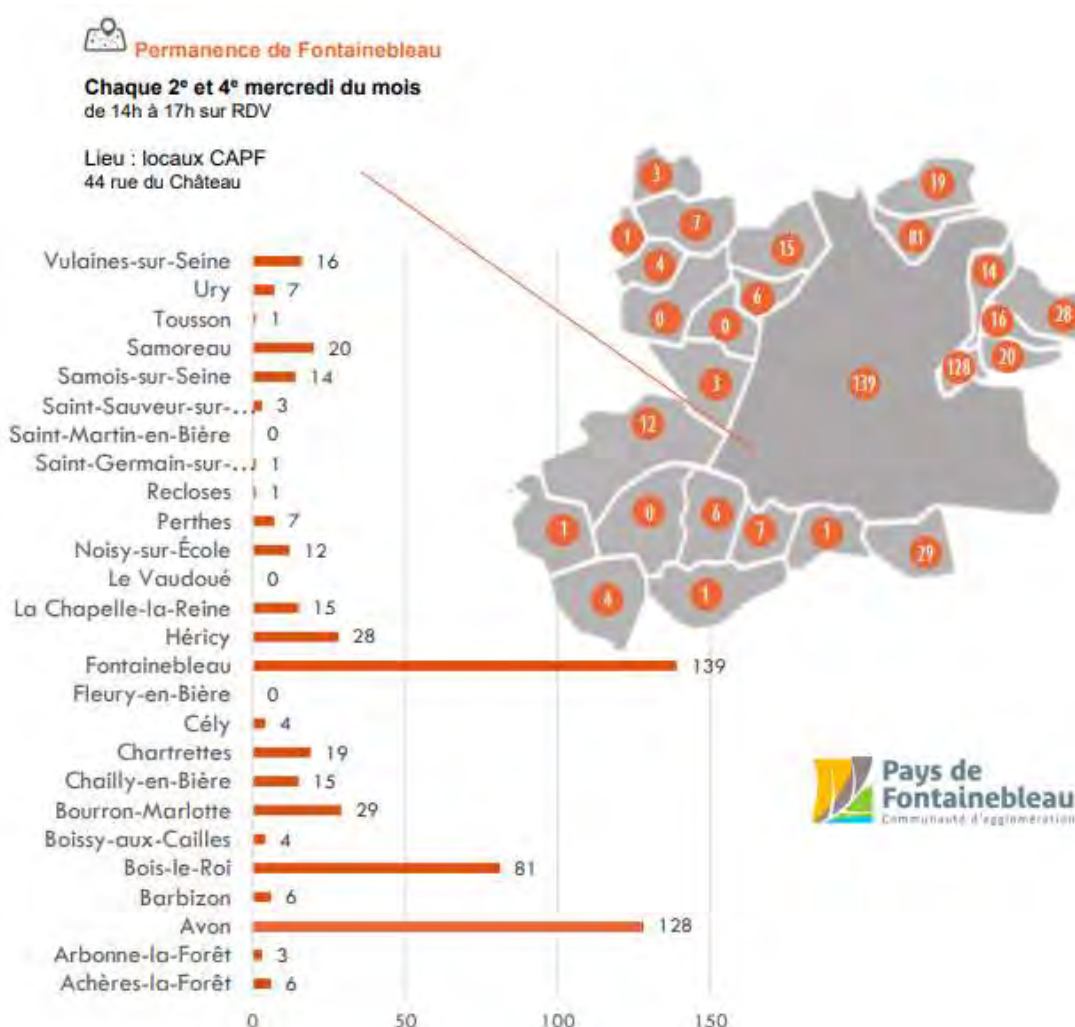 Permanence de Fontainebleau
Chaque 2ᵉ et 4ᵉ mercredi du mois
de 14h à 17h sur RDV
Lieu : locaux CAPF
44 rue du Château
Vulaines-sur-Seine 16
Ury 7
Tousson 1
Samoreau 20
Samois-sur-Seine 14
Saint-Sauveur-sur-... 3
Saint-Martin-en-Bière 0
Saint-Germain-sur-... 1
Recloses 1
Perthes 7
Noisy-sur-École 12
Le Vaudoué 0
La Chapelle-la-Reine 15
Héricy 28
Fontainebleau 139
Fleury-en-Bière 0
Cély 4
Chartrettes 19
Chailly-en-Bière 15
Bourron-Marlotte 29
Boissy-aux-Cailles 4
Bois-le-Roi 81
Barbizon 6
Avon 128
Arbonne-la-Forêt 3
Achères-la-Forêt 6
0 50 100 150
3
19
7
1
81
15
4
14
6
28
0
0
16
20
128
3
139
12
1
0
6
7
1
29
4
1
Pays de
Fontainebleau
Communauté d'agglomération